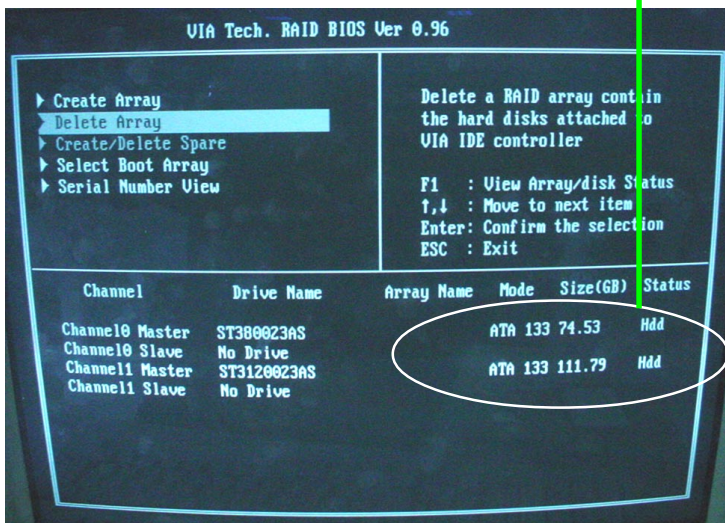 VIA Tech. RAID BIOS Ver 0.96
Create Array
Delete Array
Create/Delete Spare
Select Boot Array
Serial Number View
Delete a RAID array contain
the hard disks attached to
VIA IDE controller
F1 : View Array/disk Status
↑,↓ : Move to next item
Enter: Confirm the selection
ESC : Exit
Channel Drive Name Array Name Mode Size(GB) Status
Channel0 Master ST380023AS ATA 133 74.53 Hdd
Channel0 Slave No Drive
Channel1 Master ST3120023AS ATA 133 111.79 Hdd
Channel1 Slave No Drive